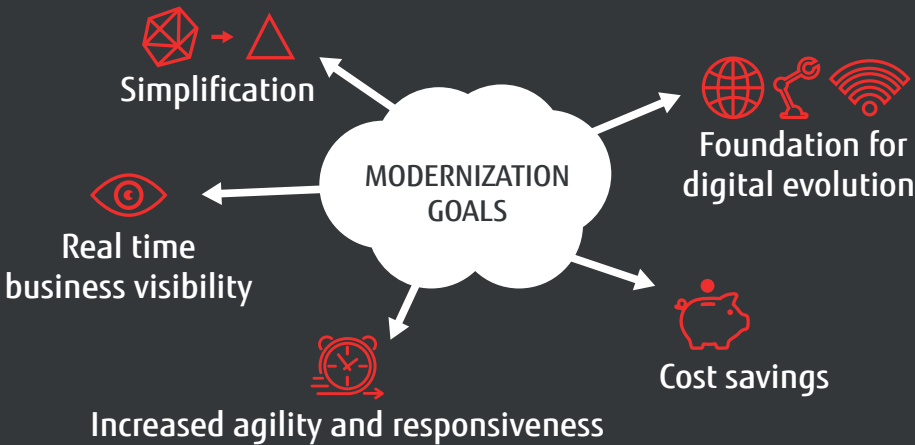 Simplification
Foundation for
digital evolution
MODERNIZATION
GOALS
Real time
business visibility
Cost savings
Increased agility and responsiveness